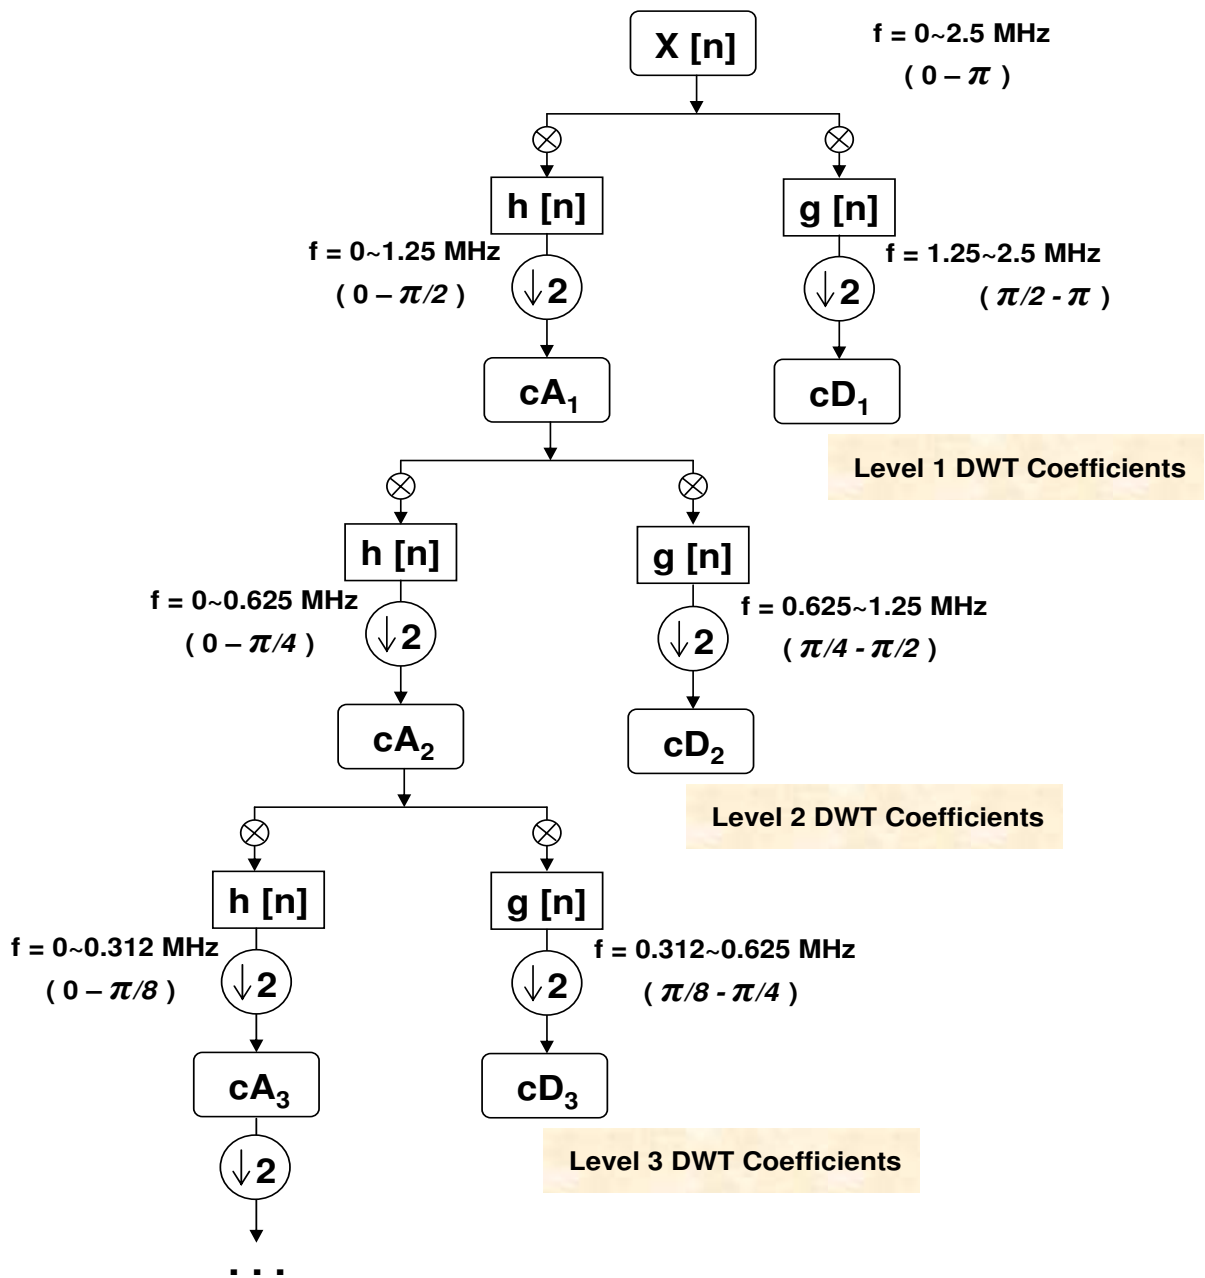 X [n]
f = 0~2.5 MHz
( 0 – π )
h [n]
g [n]
f = 0~1.25 MHz
( 0 – π/2 )
↓2
↓2
f = 1.25~2.5 MHz
( π/2 - π )
cA₁
cD₁
Level 1 DWT Coefficients
h [n]
g [n]
f = 0~0.625 MHz
( 0 – π/4 )
↓2
↓2
f = 0.625~1.25 MHz
( π/4 - π/2 )
cA₂
cD₂
Level 2 DWT Coefficients
h [n]
g [n]
f = 0~0.312 MHz
( 0 – π/8 )
↓2
↓2
f = 0.312~0.625 MHz
( π/8 - π/4 )
cA₃
cD₃
Level 3 DWT Coefficients
↓2
...